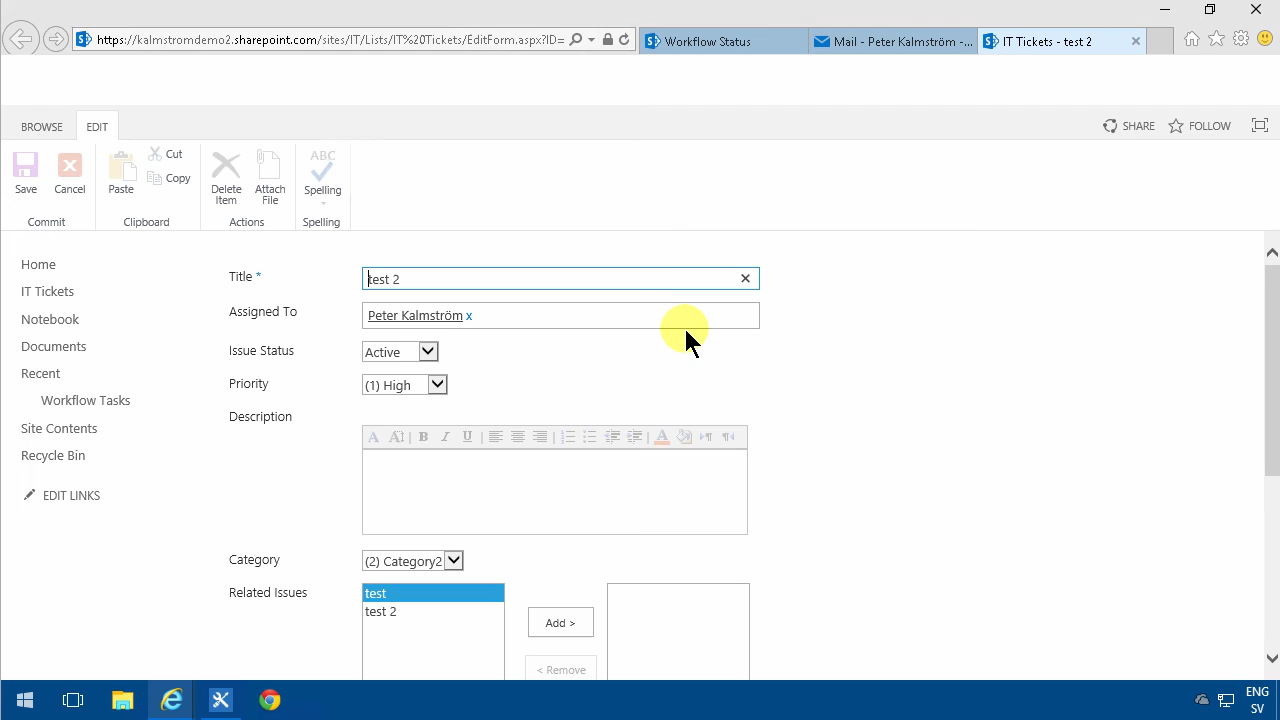 https://kalmstromdemo2.sharepoint.com/sites/IT/Lists/IT%20Tickets/EditForm.aspx?ID=
Workflow Status
Mail - Peter Kalmström -...
IT Tickets - test 2
BROWSE
EDIT
SHARE
FOLLOW
Save
Cancel
Paste
Cut
Copy
Delete Item
Attach File
ABC
Spelling
Commit
Clipboard
Actions
Spelling
Home
IT Tickets
Notebook
Documents
Recent
Workflow Tasks
Site Contents
Recycle Bin
EDIT LINKS
Title *
test 2
Assigned To
Peter Kalmström x
Issue Status
Active
Priority
(1) High
Description
Category
(2) Category2
Related Issues
test
test 2
Add >
< Remove
ENG
SV